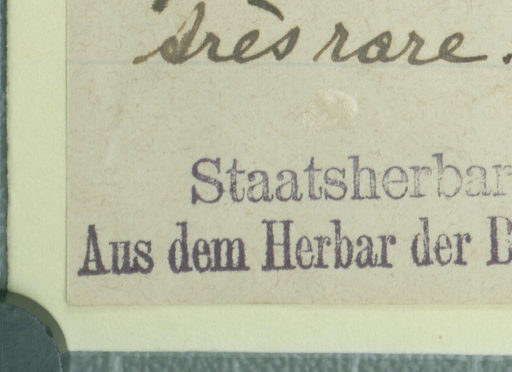 très rare.
Staatsherbar
Aus dem Herbar der